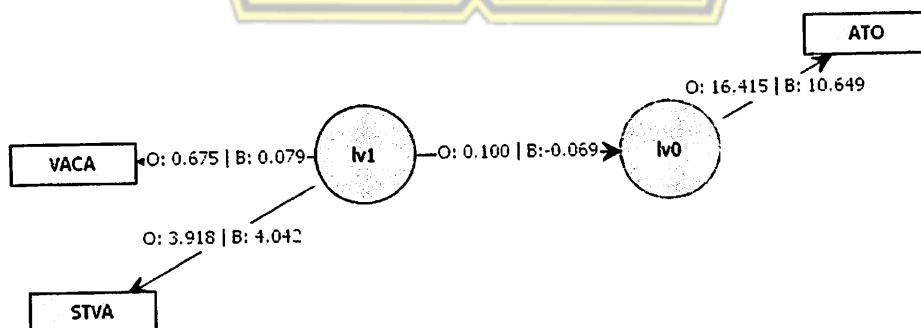 ATO
O: 16.415 | B: 10.649
VACA
O: 0.675 | B: 0.079
lv1
O: 0.100 | B:-0.069
lv0
O: 3.918 | B: 4.042
STVA